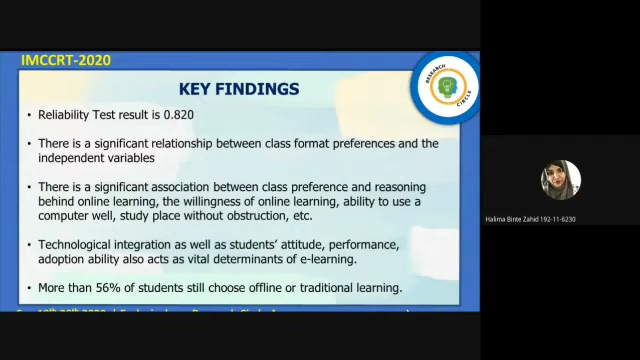 IMCCRT-2020
RESEARCH
CIRCLE
KEY FINDINGS
• Reliability Test result is 0.820
• There is a significant relationship between class format preferences and the
independent variables
• There is a significant association between class preference and reasoning
behind online learning, the willingness of online learning, ability to use a
computer well, study place without obstruction, etc.
• Technological integration as well as students' attitude, performance,
adoption ability also acts as vital determinants of e-learning.
• More than 56% of students still choose offline or traditional learning.
Halima Binte Zahid 192-11-6230